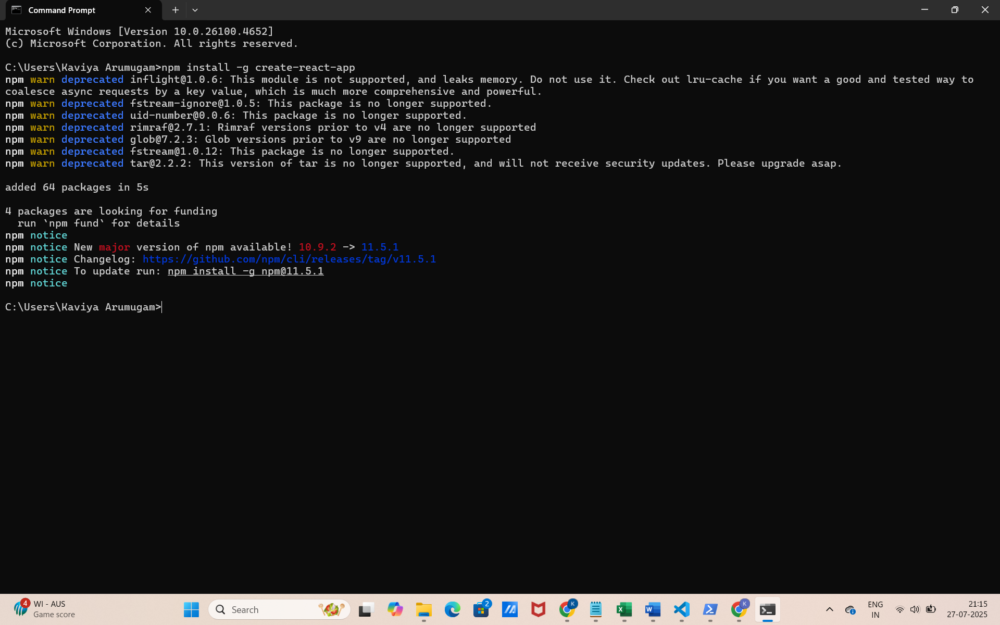 Command Prompt
Microsoft Windows [Version 10.0.26100.4652]
(c) Microsoft Corporation. All rights reserved.
C:\Users\Kaviya Arumugam>npm install -g create-react-app
npm warn deprecated inflight@1.0.6: This module is not supported, and leaks memory. Do not use it. Check out lru-cache if you want a good and tested way to
coalesce async requests by a key value, which is much more comprehensive and powerful.
npm warn deprecated fstream-ignore@1.0.5: This package is no longer supported.
npm warn deprecated uid-number@0.0.6: This package is no longer supported.
npm warn deprecated rimraf@2.7.1: Rimraf versions prior to v4 are no longer supported
npm warn deprecated glob@7.2.3: Glob versions prior to v9 are no longer supported
npm warn deprecated fstream@1.0.12: This package is no longer supported.
npm warn deprecated tar@2.2.2: This version of tar is no longer supported, and will not receive security updates. Please upgrade asap.
added 64 packages in 5s
4 packages are looking for funding
run `npm fund` for details
npm notice
npm notice New major version of npm available! 10.9.2 -> 11.5.1
npm notice Changelog: https://github.com/npm/cli/releases/tag/v11.5.1
npm notice To update run: npm install -g npm@11.5.1
npm notice
C:\Users\Kaviya Arumugam>
4
WI - AUS
Game score
Search
2
K
K
ENG
IN
21:15
27-07-2025